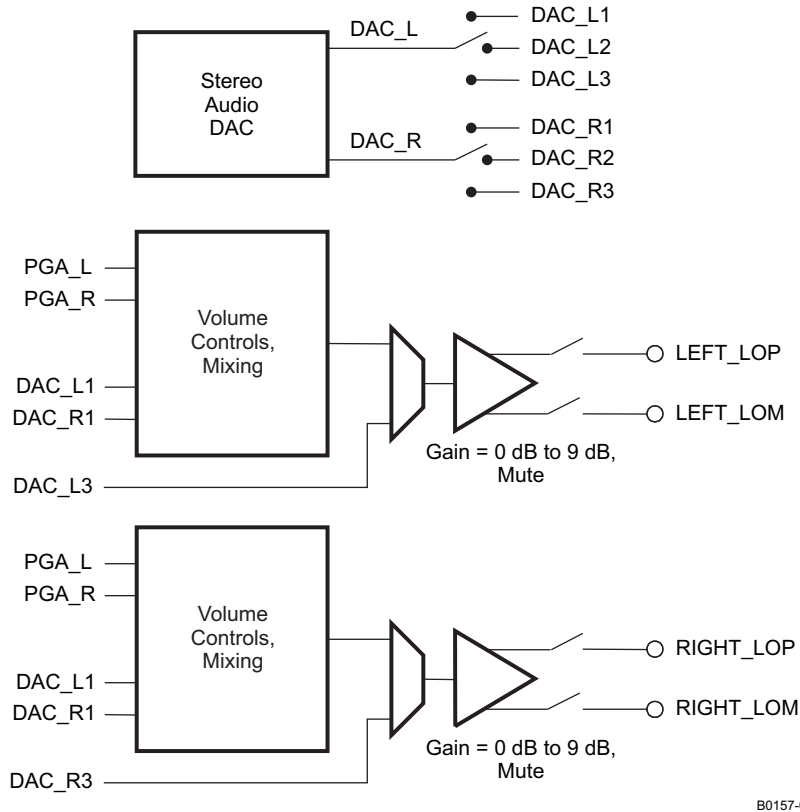 DAC_L
DAC_L1
DAC_L2
DAC_L3
Stereo
Audio
DAC
DAC_R
DAC_R1
DAC_R2
DAC_R3
PGA_L
PGA_R
DAC_L1
DAC_R1
DAC_L3
Volume
Controls,
Mixing
LEFT_LOP
LEFT_LOM
Gain = 0 dB to 9 dB,
Mute
PGA_L
PGA_R
DAC_L1
DAC_R1
DAC_R3
Volume
Controls,
Mixing
RIGHT_LOP
RIGHT_LOM
Gain = 0 dB to 9 dB,
Mute